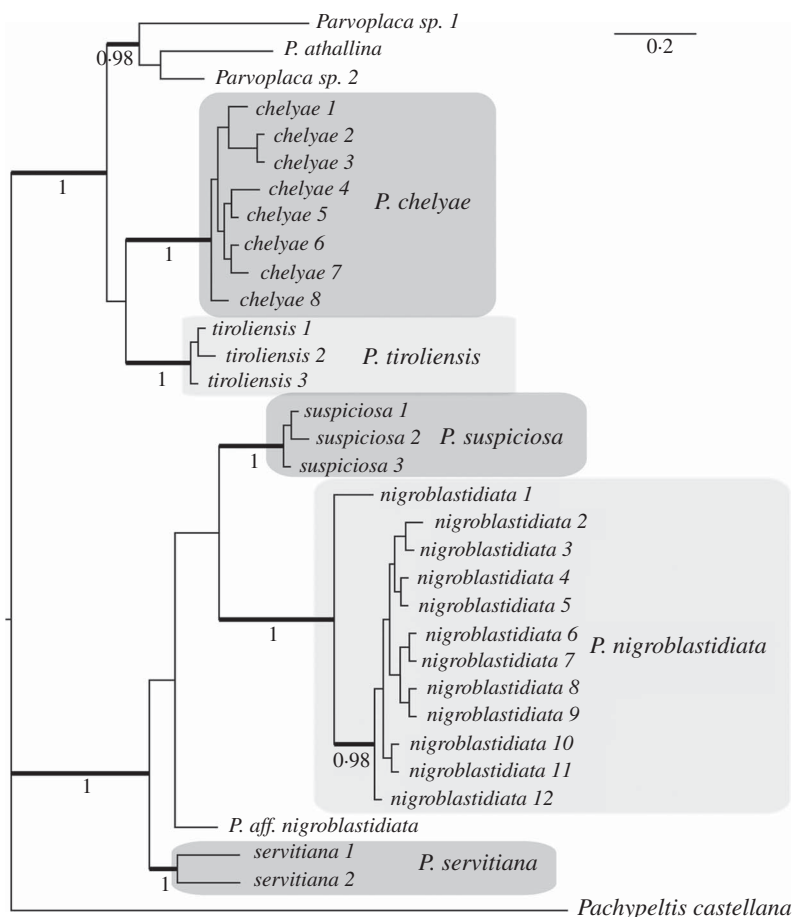 Parvoplaca sp. 1
0·2
P. athallina
0·98
Parvoplaca sp. 2
chelyae 1
chelyae 2
chelyae 3
1
chelyae 4
P. chelyae
chelyae 5
chelyae 6
1
chelyae 7
chelyae 8
tiroliensis 1
tiroliensis 2
P. tiroliensis
1
tiroliensis 3
suspiciosa 1
suspiciosa 2
P. suspiciosa
1
suspiciosa 3
nigroblastidiata 1
nigroblastidiata 2
nigroblastidiata 3
nigroblastidiata 4
nigroblastidiata 5
1
nigroblastidiata 6
P. nigroblastidiata
nigroblastidiata 7
nigroblastidiata 8
nigroblastidiata 9
nigroblastidiata 10
0·98
nigroblastidiata 11
1
nigroblastidiata 12
P. aff. nigroblastidiata
servitiana 1
P. servitiana
1
servitiana 2
Pachypeltis castellana